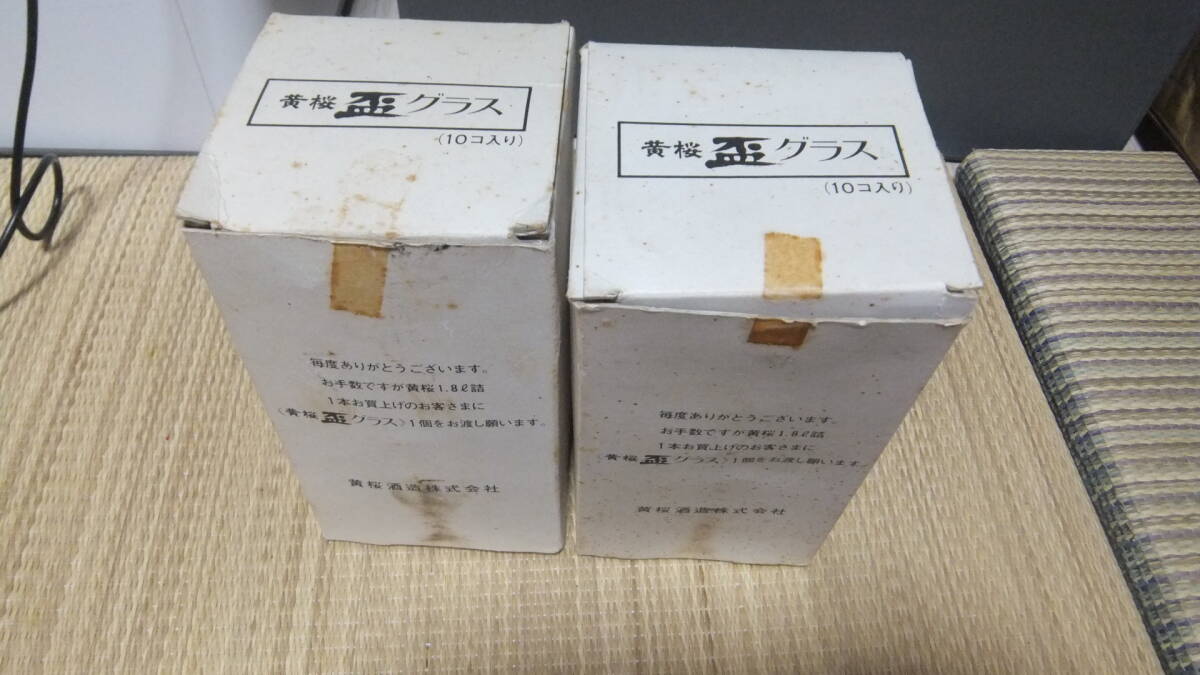 黄桜 盃 グラス
(10コ入り)
毎度ありがとうございます。
お手数ですが黄桜1.8ℓ詰
1本お買上げのお客さまに
〈黄桜盃グラス〉1個をお渡し願います。
黄桜酒造株式会社
黄桜 盃 グラス
(10コ入り)
毎度ありがとうございます。
お手数ですが黄桜1.8ℓ詰
1本お買上げのお客さまに
黄桜盃グラス〉1個をお渡し願います。
黄桜酒造株式会社